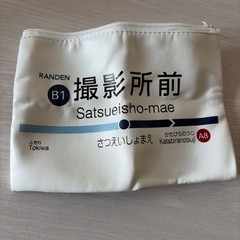 RANDEN
B1 撮影所前
Satsueisho-mae
さつえいしょまえ
ときわ
Tokiwa
かたびらのつじ
Katabiranotsuji
A8